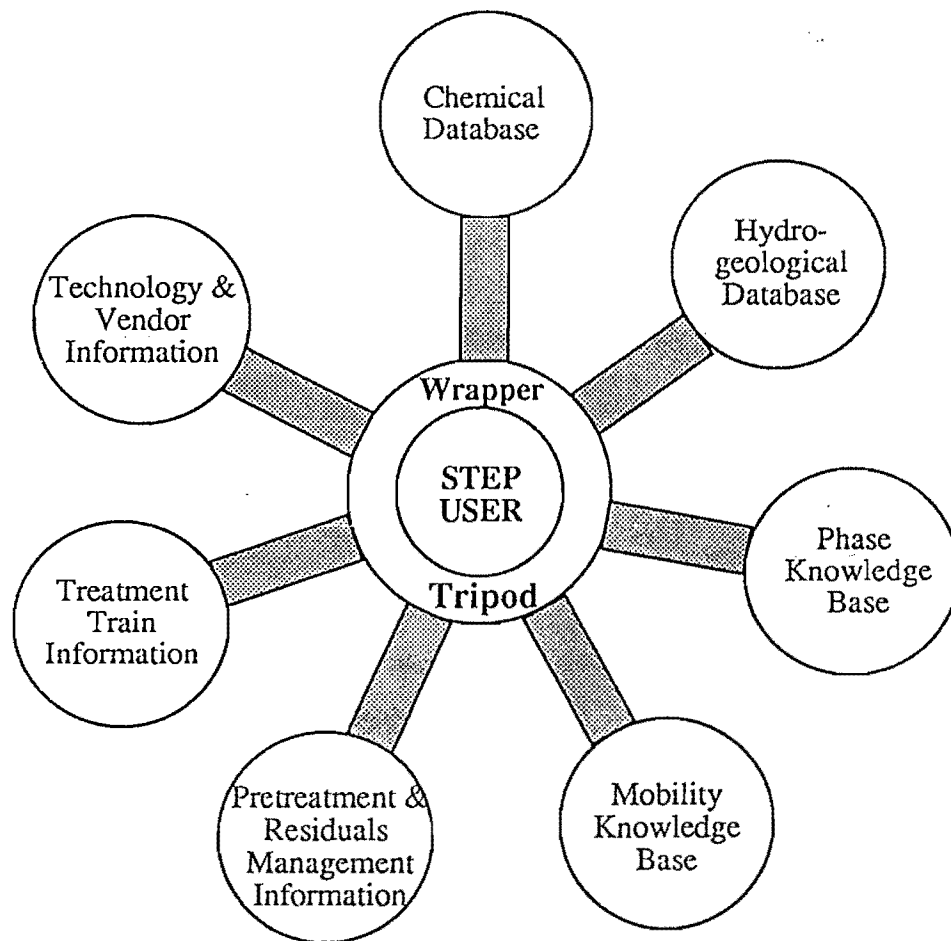 Chemical
Database
Hydro-
geological
Database
Technology &
Vendor
Information
Wrapper
STEP
USER
Tripod
Phase
Knowledge
Base
Treatment
Train
Information
Pretreatment &
Residuals
Management
Information
Mobility
Knowledge
Base